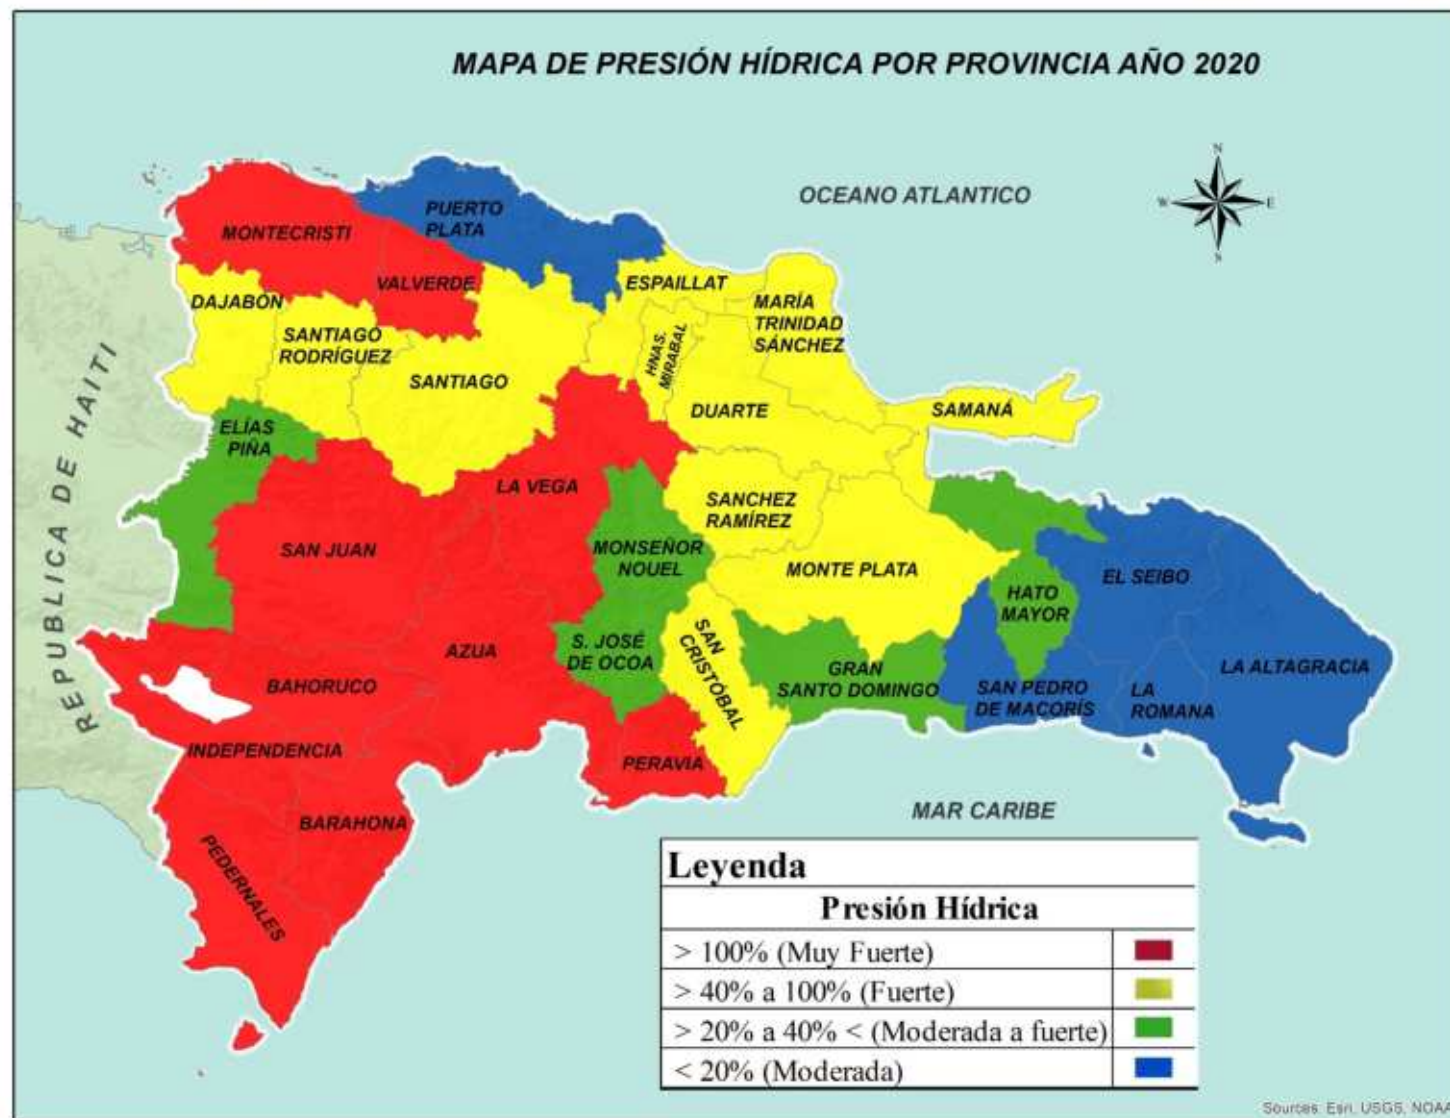 MAPA DE PRESIÓN HÍDRICA POR PROVINCIA AÑO 2020
N
W
E
S
OCEANO ATLANTICO
PUERTO
PLATA
MONTECRISTI
VALVERDE
ESPAILLAT
DAJABÓN
MARÍA
TRINIDAD
SÁNCHEZ
SANTIAGO
RODRÍGUEZ
HNAS.
MIRABAL
SANTIAGO
DUARTE
SAMANÁ
REPUBLICA DE HAITI
ELÍAS
PIÑA
LA VEGA
SANCHEZ
RAMÍREZ
SAN JUAN
MONSEÑOR
NOUEL
MONTE PLATA
EL SEIBO
HATO
MAYOR
AZUA
S. JOSÉ
DE OCOA
SAN
CRISTÓBAL
GRAN
SANTO DOMINGO
LA ALTAGRACIA
BAHORUCO
SAN PEDRO
DE MACORÍS
LA
ROMANA
INDEPENDENCIA
PERAVIA
BARAHONA
PEDERNALES
MAR CARIBE
Leyenda
Presión Hídrica
> 100% (Muy Fuerte)
> 40% a 100% (Fuerte)
> 20% a 40% < (Moderada a fuerte)
< 20% (Moderada)
Sources: Esri, USGS, NOAA